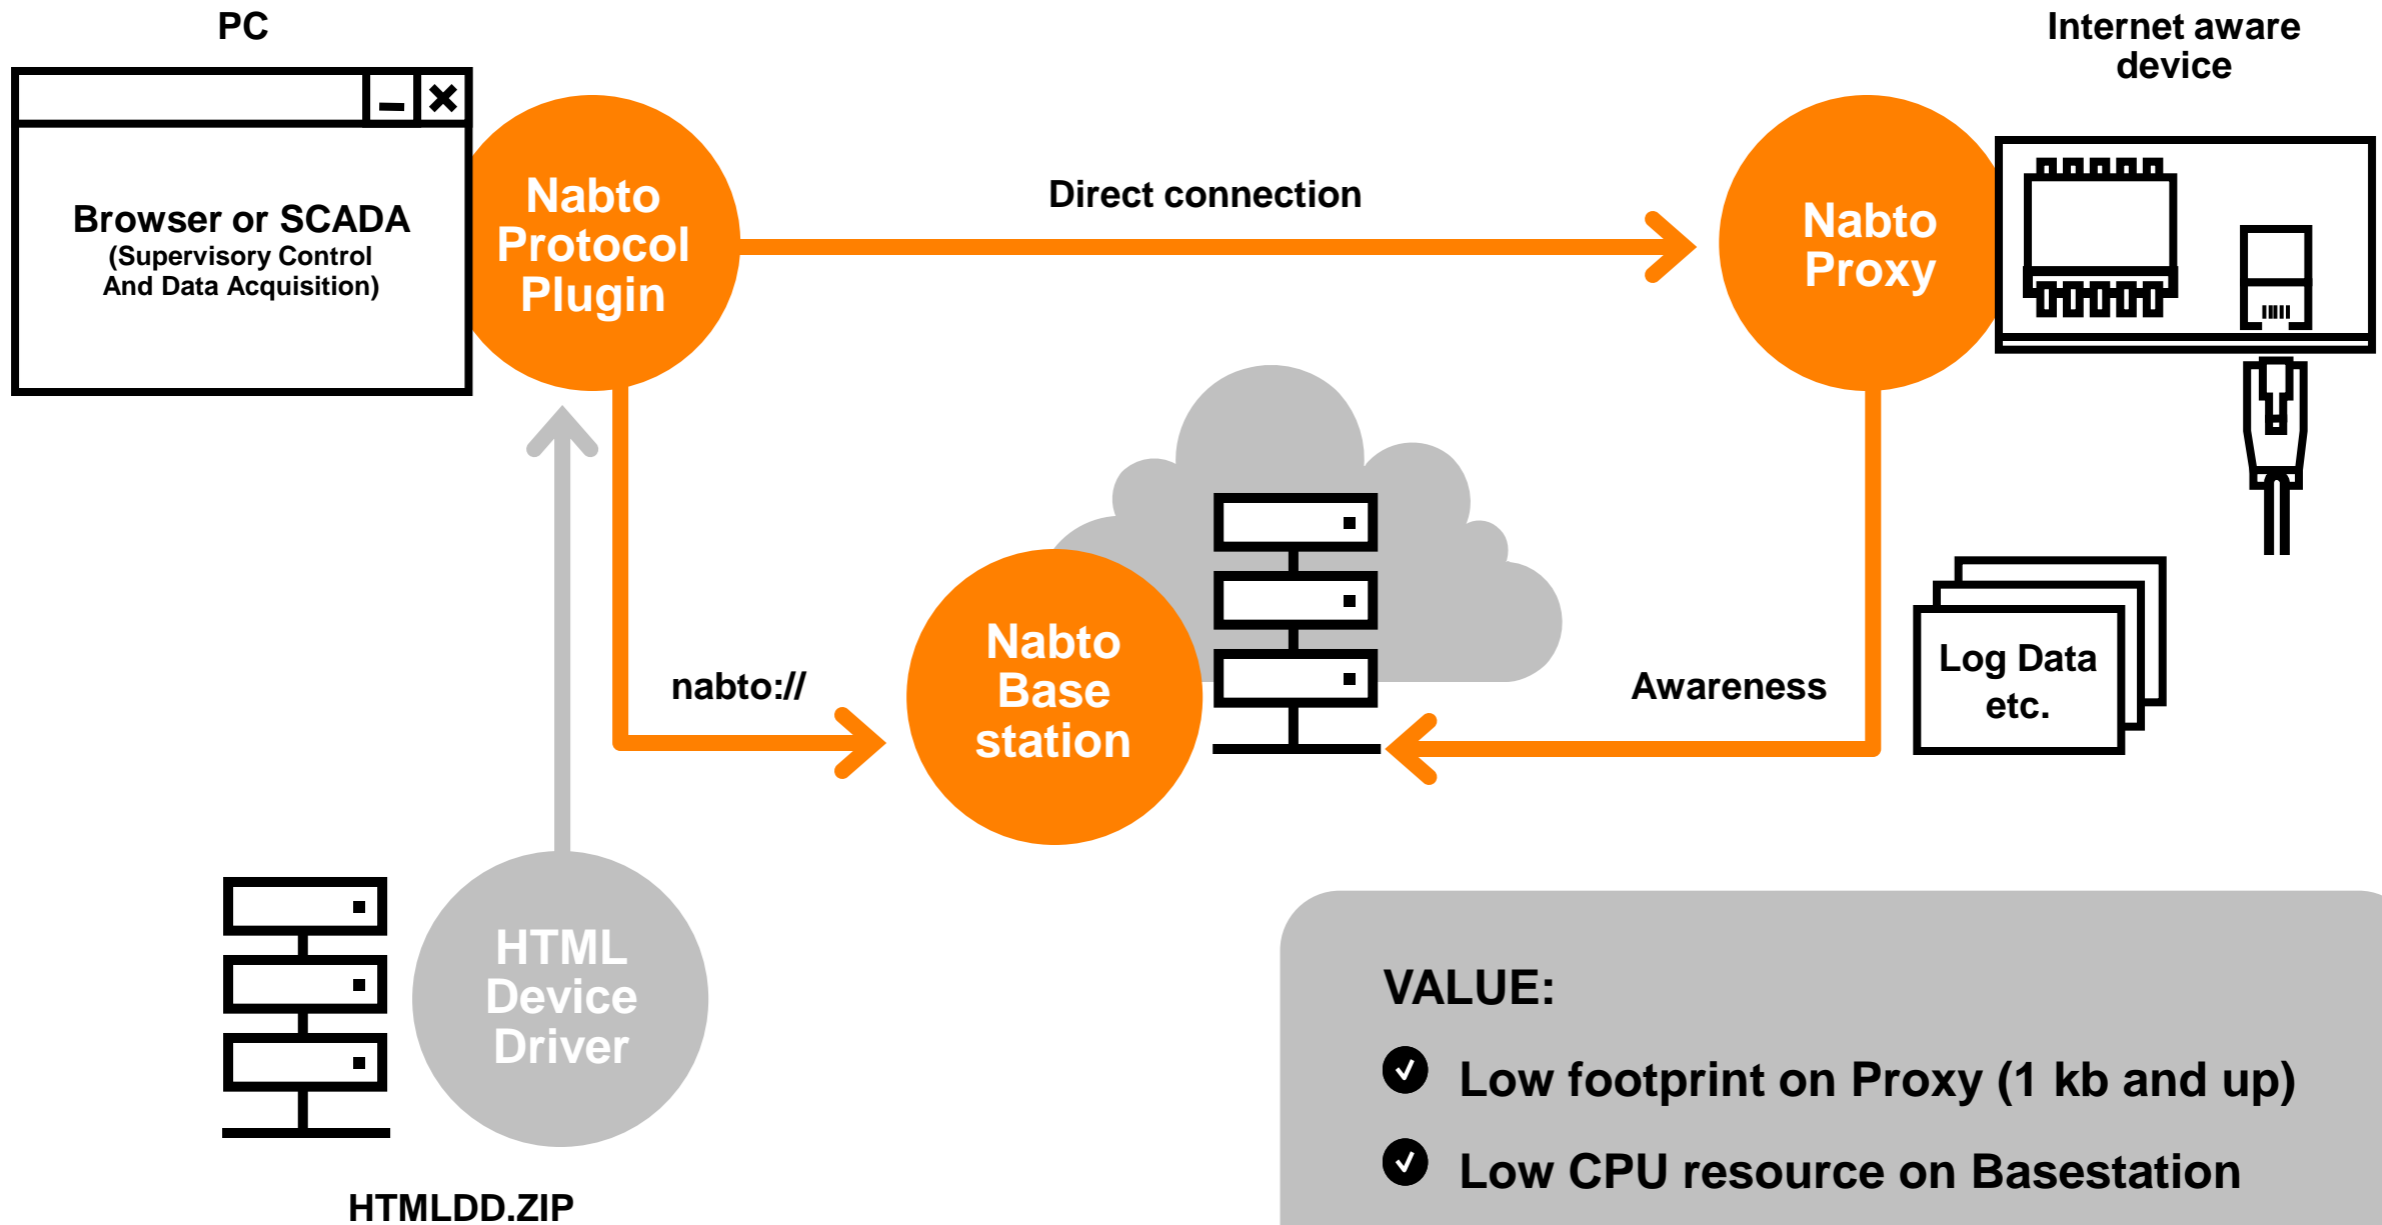 PC
Internet aware
device
Browser or SCADA
(Supervisory Control
And Data Acquisition)
Nabto
Protocol
Plugin
Direct connection
Nabto
Proxy
nabto://
Nabto
Base
station
Awareness
Log Data
etc.
HTML
Device
Driver
HTMLDD.ZIP
VALUE:
Low footprint on Proxy (1 kb and up)
Low CPU resource on Basestation